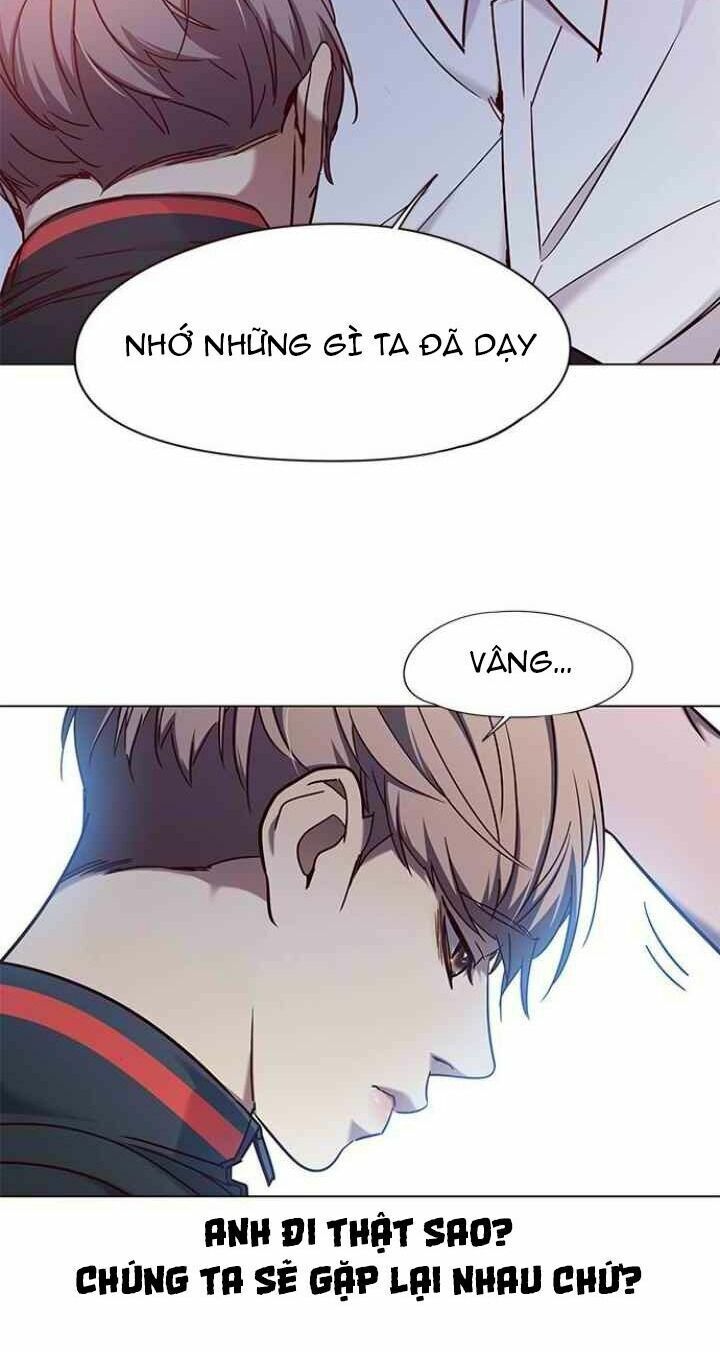 NHỚ NHỮNG GÌ TA ĐÃ DẠY
VÂNG...
ANH ĐI THẬT SAO?
CHÚNG TA SẼ GẶP LẠI NHAU CHỨ?